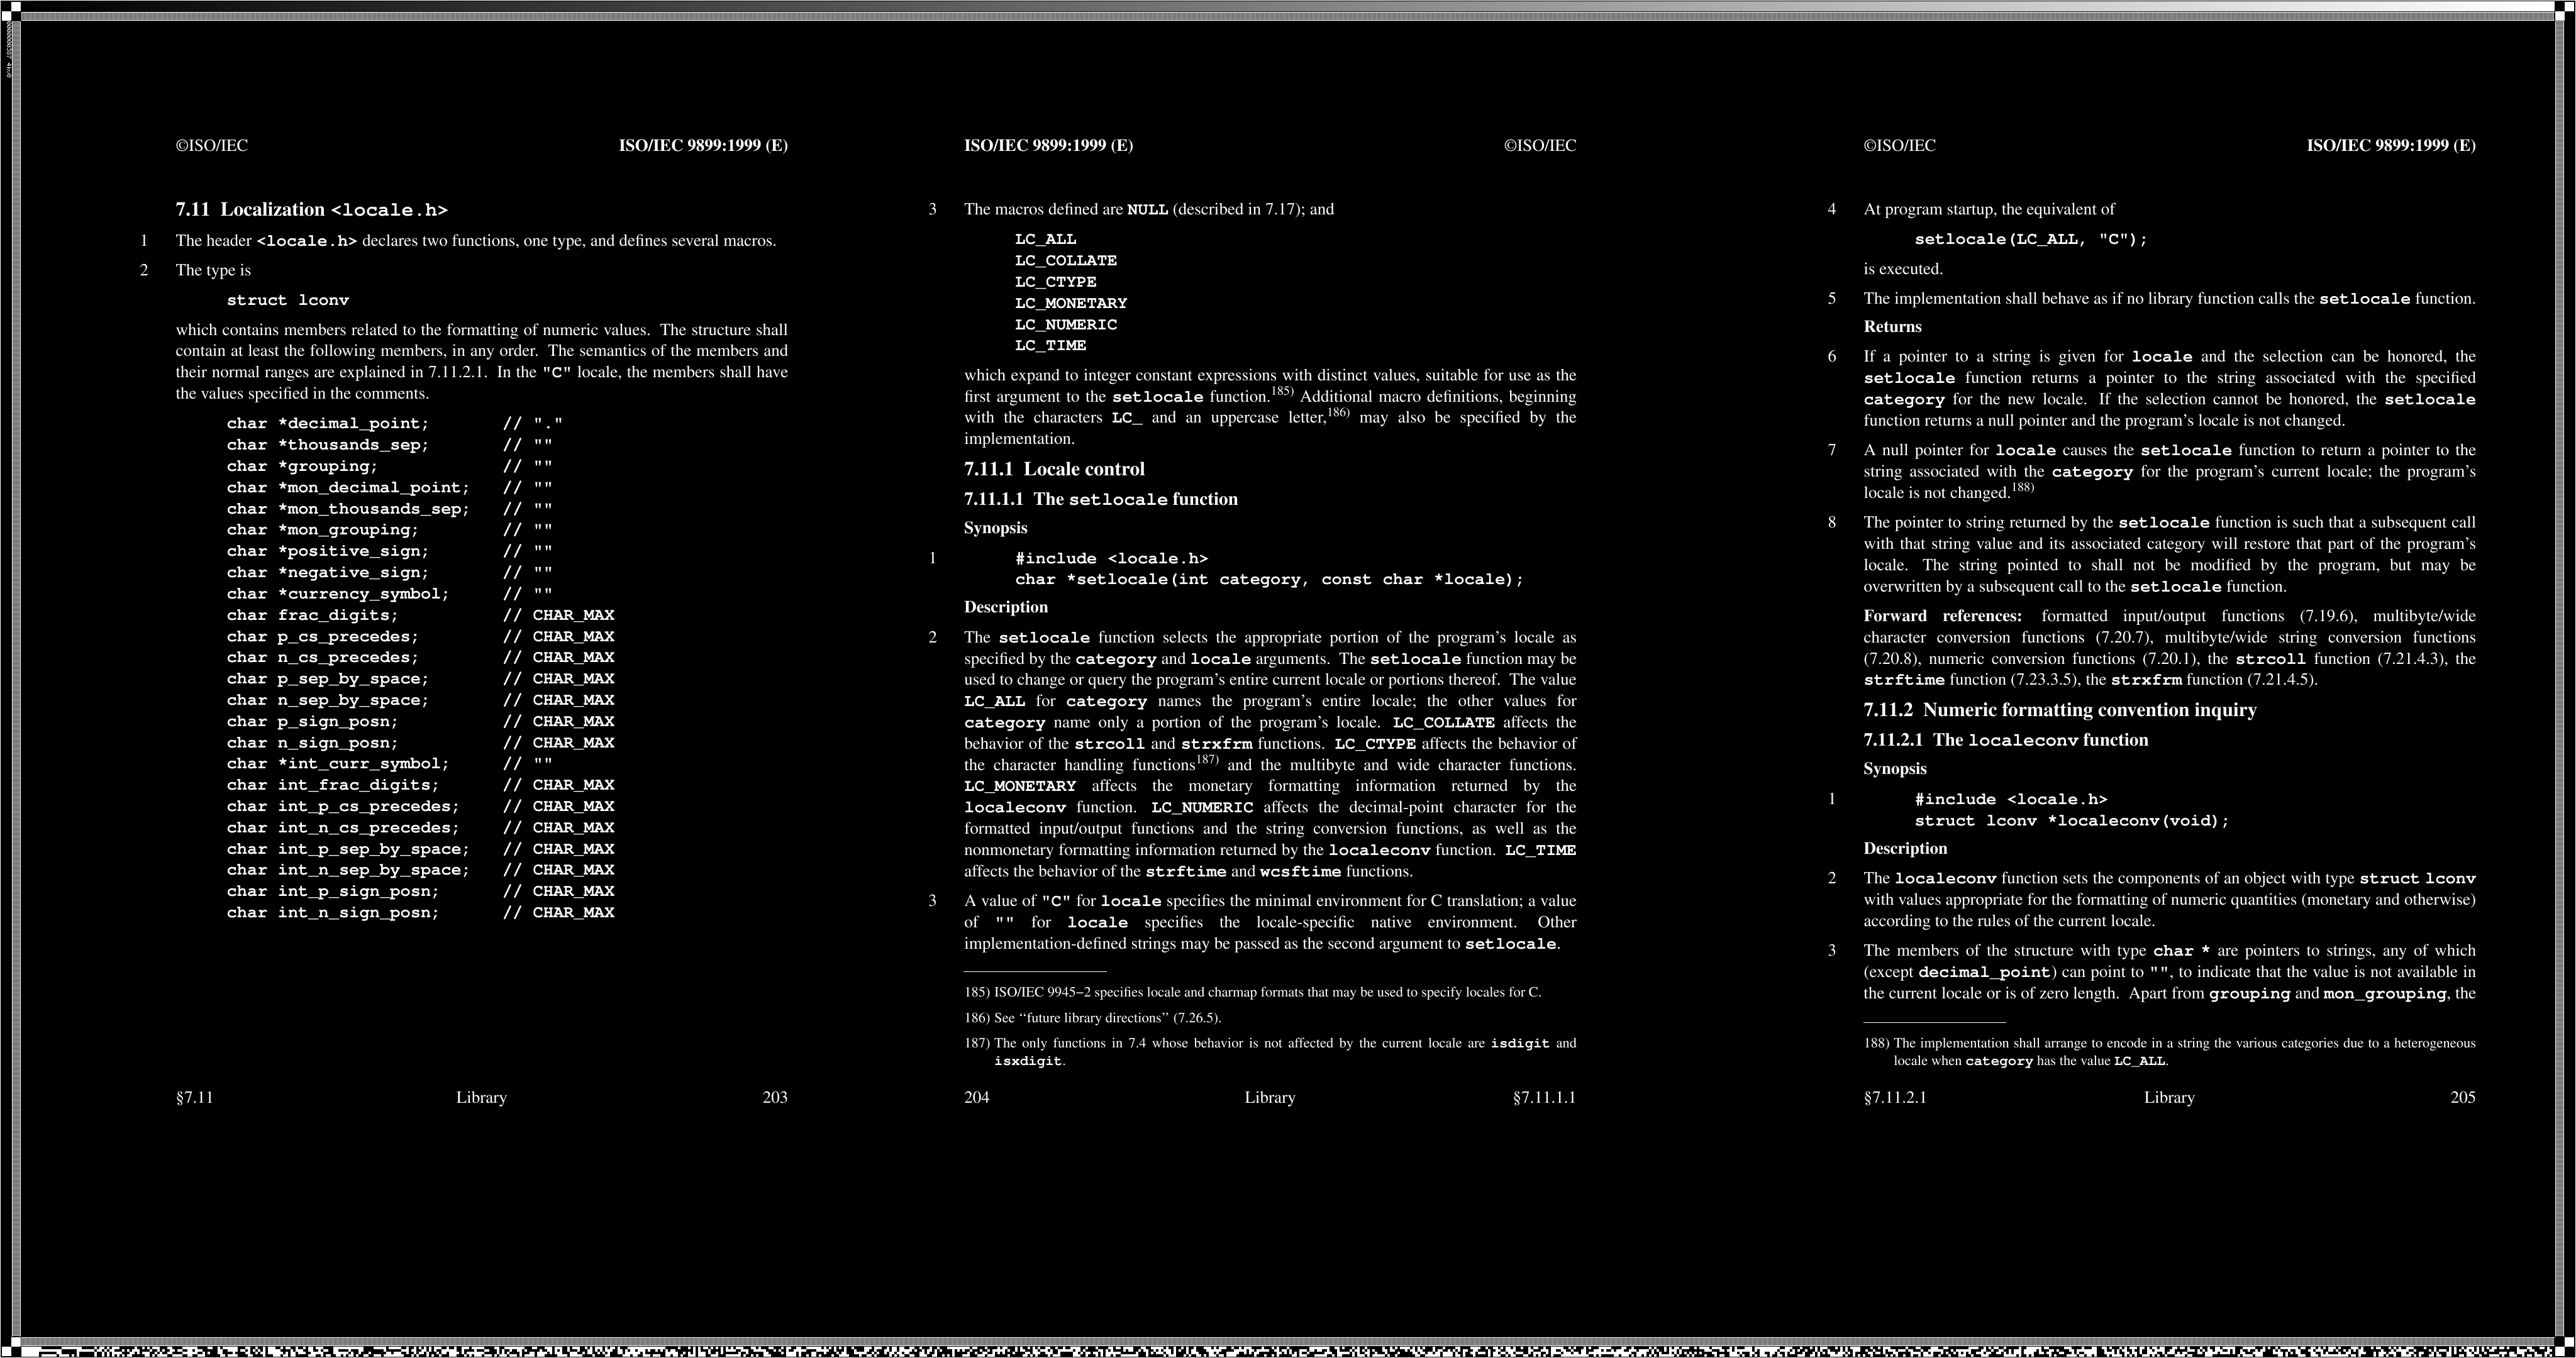 ©ISO/IEC ISO/IEC 9899:1999 (E)
7.11 Localization <locale.h>
1 The header <locale.h> declares two functions, one type, and defines several macros.
2 The type is
struct lconv
which contains members related to the formatting of numeric values. The structure shall
contain at least the following members, in any order. The semantics of the members and
their normal ranges are explained in 7.11.2.1. In the "C" locale, the members shall have
the values specified in the comments.
char *decimal_point; // "."
char *thousands_sep; // ""
char *grouping; // ""
char *mon_decimal_point; // ""
char *mon_thousands_sep; // ""
char *mon_grouping; // ""
char *positive_sign; // ""
char *negative_sign; // ""
char *currency_symbol; // ""
char frac_digits; // CHAR_MAX
char p_cs_precedes; // CHAR_MAX
char n_cs_precedes; // CHAR_MAX
char p_sep_by_space; // CHAR_MAX
char n_sep_by_space; // CHAR_MAX
char p_sign_posn; // CHAR_MAX
char n_sign_posn; // CHAR_MAX
char *int_curr_symbol; // ""
char int_frac_digits; // CHAR_MAX
char int_p_cs_precedes; // CHAR_MAX
char int_n_cs_precedes; // CHAR_MAX
char int_p_sep_by_space; // CHAR_MAX
char int_n_sep_by_space; // CHAR_MAX
char int_p_sign_posn; // CHAR_MAX
char int_n_sign_posn; // CHAR_MAX
§7.11 Library 203
ISO/IEC 9899:1999 (E) ©ISO/IEC
3 The macros defined are NULL (described in 7.17); and
LC_ALL
LC_COLLATE
LC_CTYPE
LC_MONETARY
LC_NUMERIC
LC_TIME
which expand to integer constant expressions with distinct values, suitable for use as the
first argument to the setlocale function.185) Additional macro definitions, beginning
with the characters LC_ and an uppercase letter,186) may also be specified by the
implementation.
7.11.1 Locale control
7.11.1.1 The setlocale function
Synopsis
1 #include <locale.h>
char *setlocale(int category, const char *locale);
Description
2 The setlocale function selects the appropriate portion of the program's locale as
specified by the category and locale arguments. The setlocale function may be
used to change or query the program's entire current locale or portions thereof. The value
LC_ALL for category names the program's entire locale; the other values for
category name only a portion of the program's locale. LC_COLLATE affects the
behavior of the strcoll and strxfrm functions. LC_CTYPE affects the behavior of
the character handling functions187) and the multibyte and wide character functions.
LC_MONETARY affects the monetary formatting information returned by the
localeconv function. LC_NUMERIC affects the decimal-point character for the
formatted input/output functions and the string conversion functions, as well as the
nonmonetary formatting information returned by the localeconv function. LC_TIME
affects the behavior of the strftime and wcsftime functions.
3 A value of "C" for locale specifies the minimal environment for C translation; a value
of "" for locale specifies the locale-specific native environment. Other
implementation-defined strings may be passed as the second argument to setlocale.
185) ISO/IEC 9945−2 specifies locale and charmap formats that may be used to specify locales for C.
186) See ‘‘future library directions’’ (7.26.5).
187) The only functions in 7.4 whose behavior is not affected by the current locale are isdigit and
isxdigit.
204 Library §7.11.1.1
©ISO/IEC ISO/IEC 9899:1999 (E)
4 At program startup, the equivalent of
setlocale(LC_ALL, "C");
is executed.
5 The implementation shall behave as if no library function calls the setlocale function.
Returns
6 If a pointer to a string is given for locale and the selection can be honored, the
setlocale function returns a pointer to the string associated with the specified
category for the new locale. If the selection cannot be honored, the setlocale
function returns a null pointer and the program's locale is not changed.
7 A null pointer for locale causes the setlocale function to return a pointer to the
string associated with the category for the program's current locale; the program's
locale is not changed.188)
8 The pointer to string returned by the setlocale function is such that a subsequent call
with that string value and its associated category will restore that part of the program's
locale. The string pointed to shall not be modified by the program, but may be
overwritten by a subsequent call to the setlocale function.
Forward references: formatted input/output functions (7.19.6), multibyte/wide
character conversion functions (7.20.7), multibyte/wide string conversion functions
(7.20.8), numeric conversion functions (7.20.1), the strcoll function (7.21.4.3), the
strftime function (7.23.3.5), the strxfrm function (7.21.4.5).
7.11.2 Numeric formatting convention inquiry
7.11.2.1 The localeconv function
Synopsis
1 #include <locale.h>
struct lconv *localeconv(void);
Description
2 The localeconv function sets the components of an object with type struct lconv
with values appropriate for the formatting of numeric quantities (monetary and otherwise)
according to the rules of the current locale.
3 The members of the structure with type char * are pointers to strings, any of which
(except decimal_point) can point to "", to indicate that the value is not available in
the current locale or is of zero length. Apart from grouping and mon_grouping, the
188) The implementation shall arrange to encode in a string the various categories due to a heterogeneous
locale when category has the value LC_ALL.
§7.11.2.1 Library 205